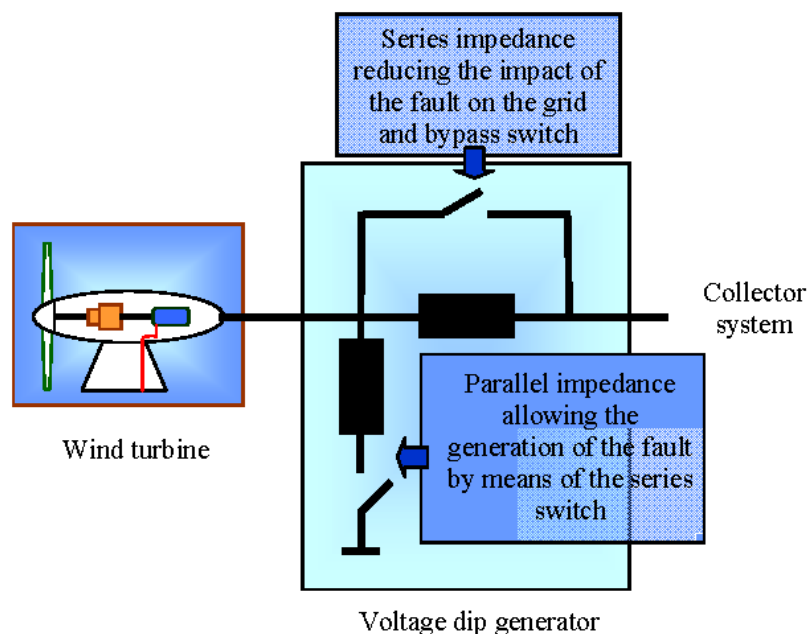 Series impedance
reducing the impact of
the fault on the grid
and bypass switch
Collector
system
Parallel impedance
allowing the
generation of the fault
by means of the series
switch
Wind turbine
Voltage dip generator